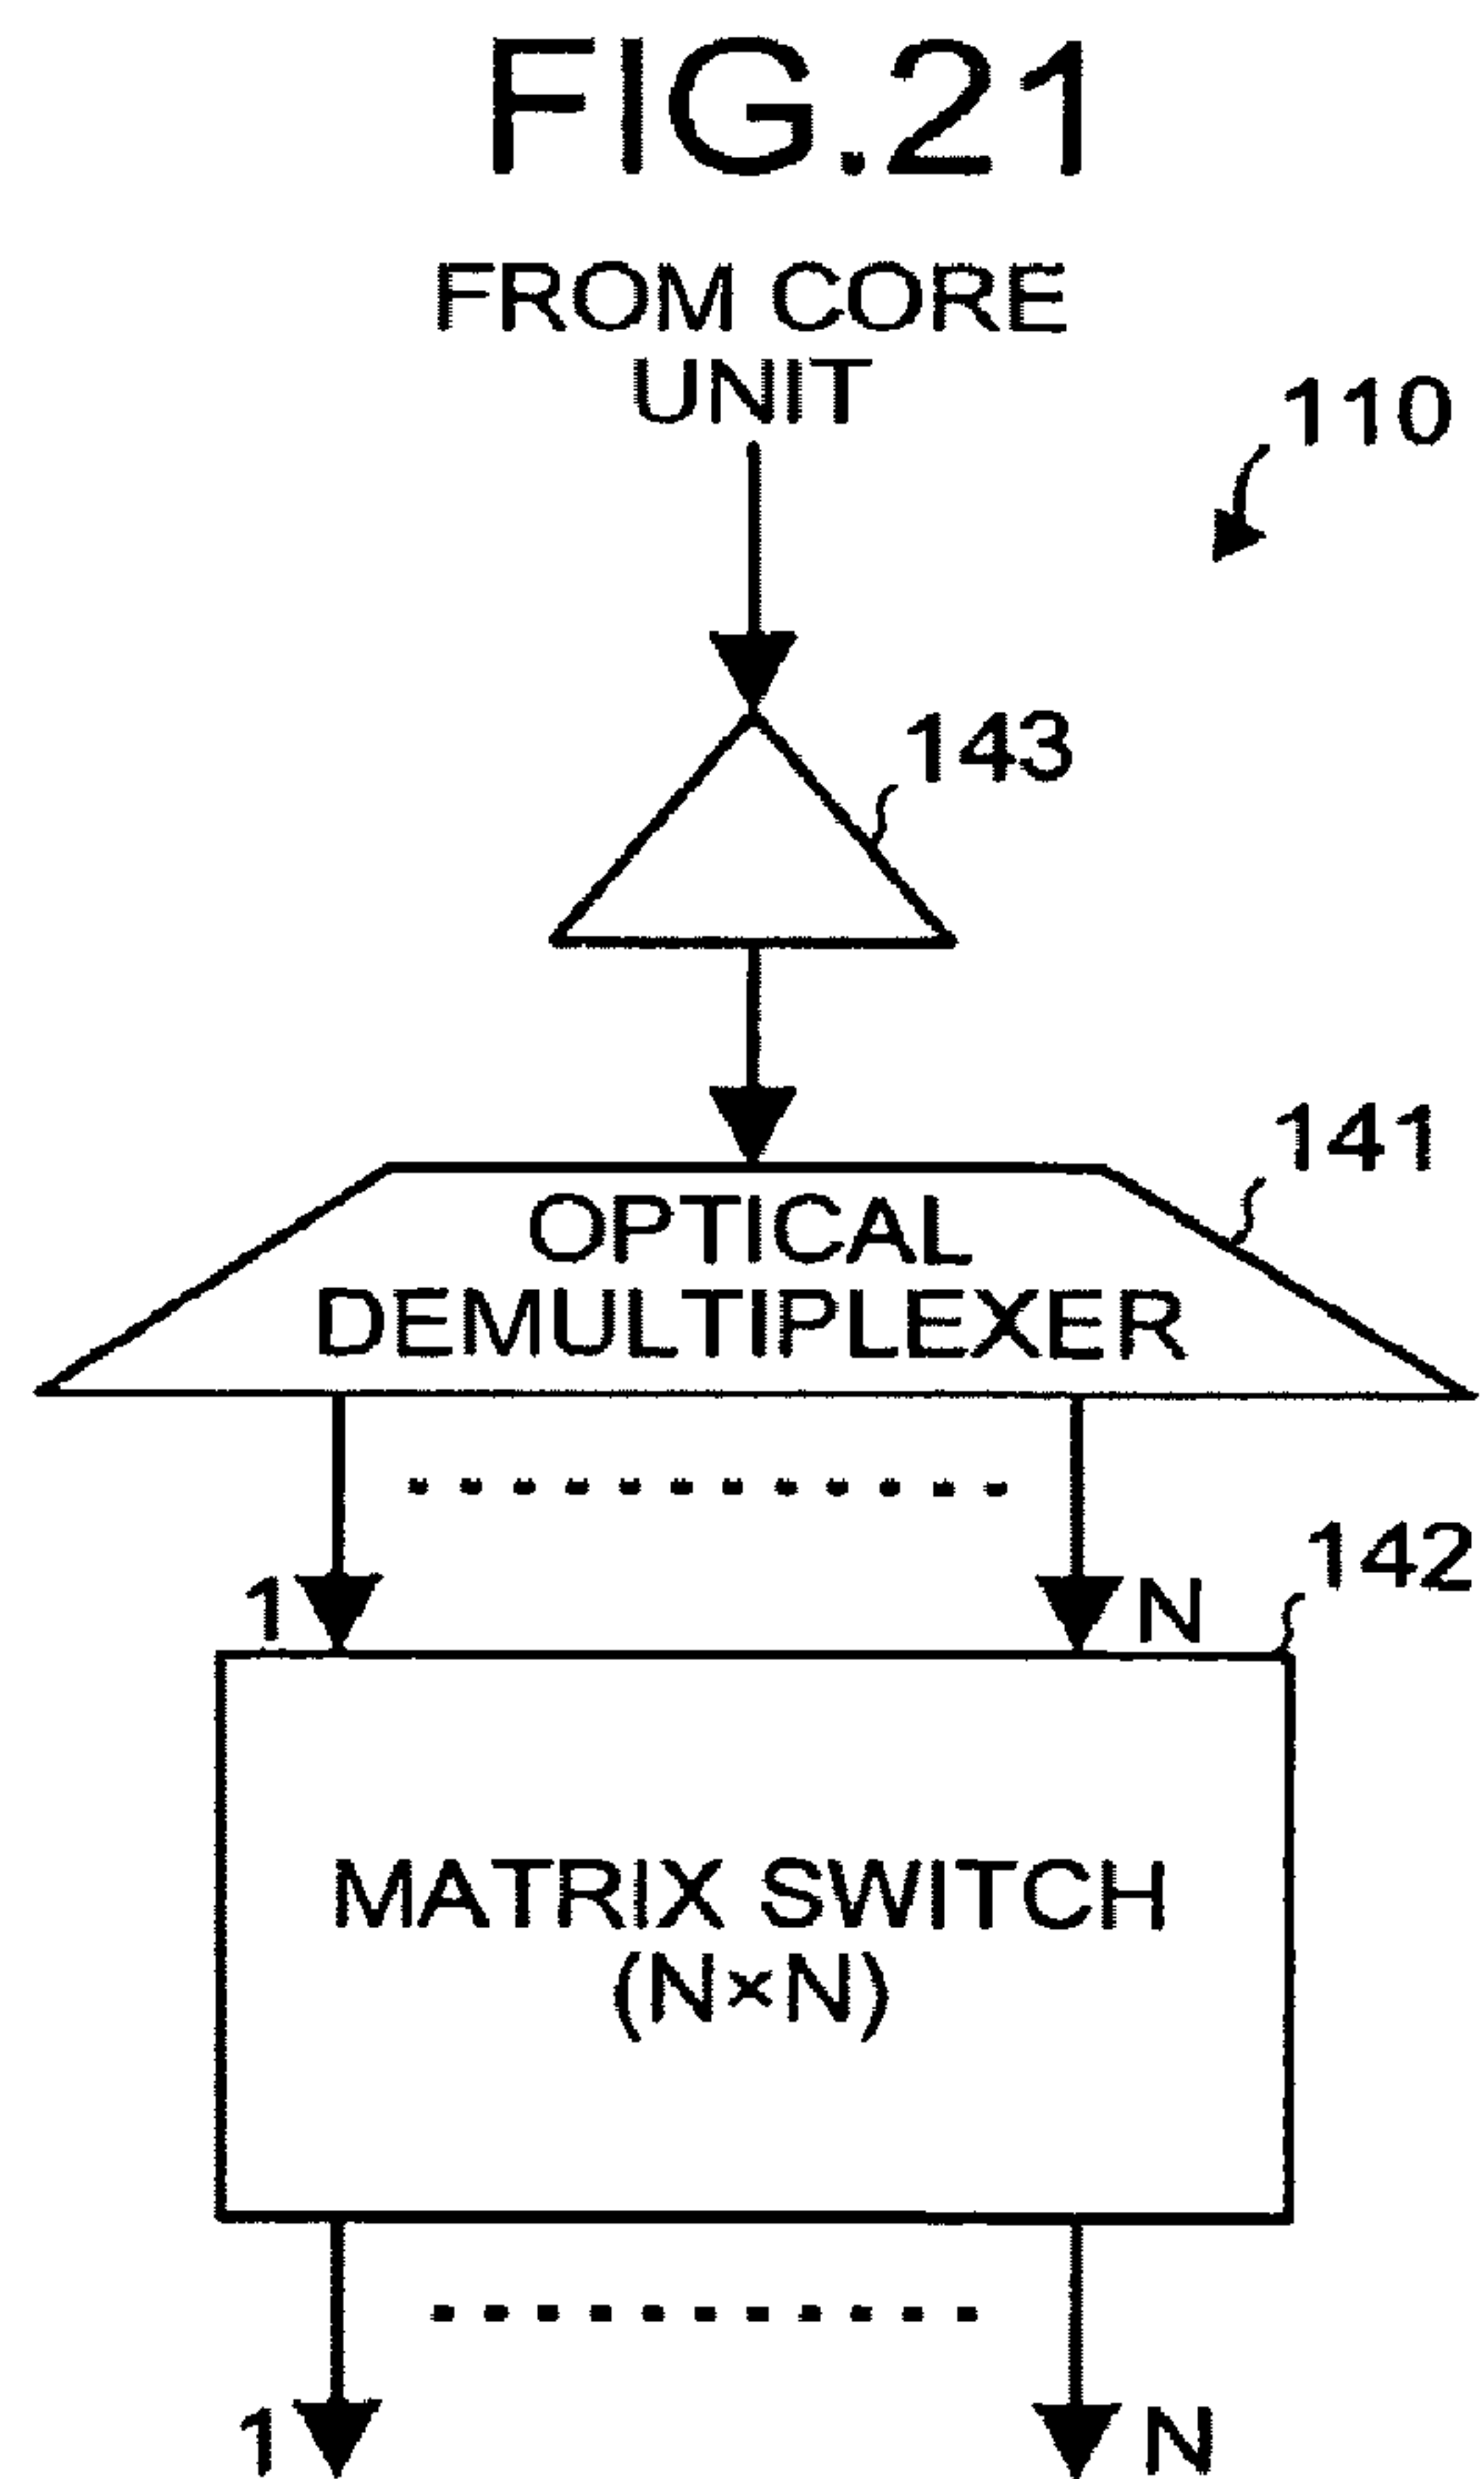 FIG.21
FROM CORE
UNIT
110
143
141
OPTICAL
DEMULTIPLEXER
1
N
142
MATRIX SWITCH
(N×N)
1
N